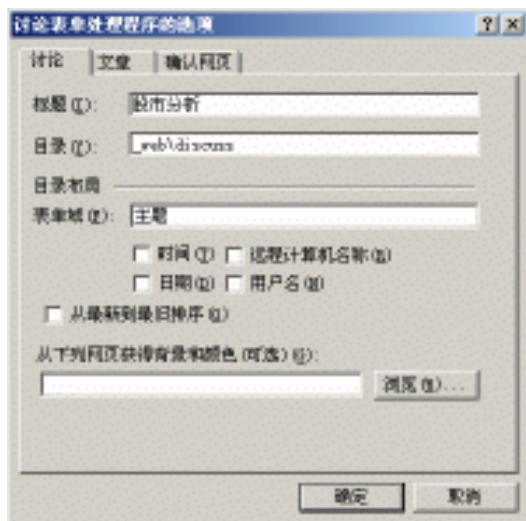 讨论表单处理程序的选项
讨论 文章 确认网页
标题(T): 股市分析
目录(Y): _web\discuss
目录布局
表单域(F): 主题
时间(T) 远程计算机名称(R)
日期(D) 用户名(N)
从最新到最旧排序
从下列网页获得背景和颜色(可选)(G):
浏览
确定 取消